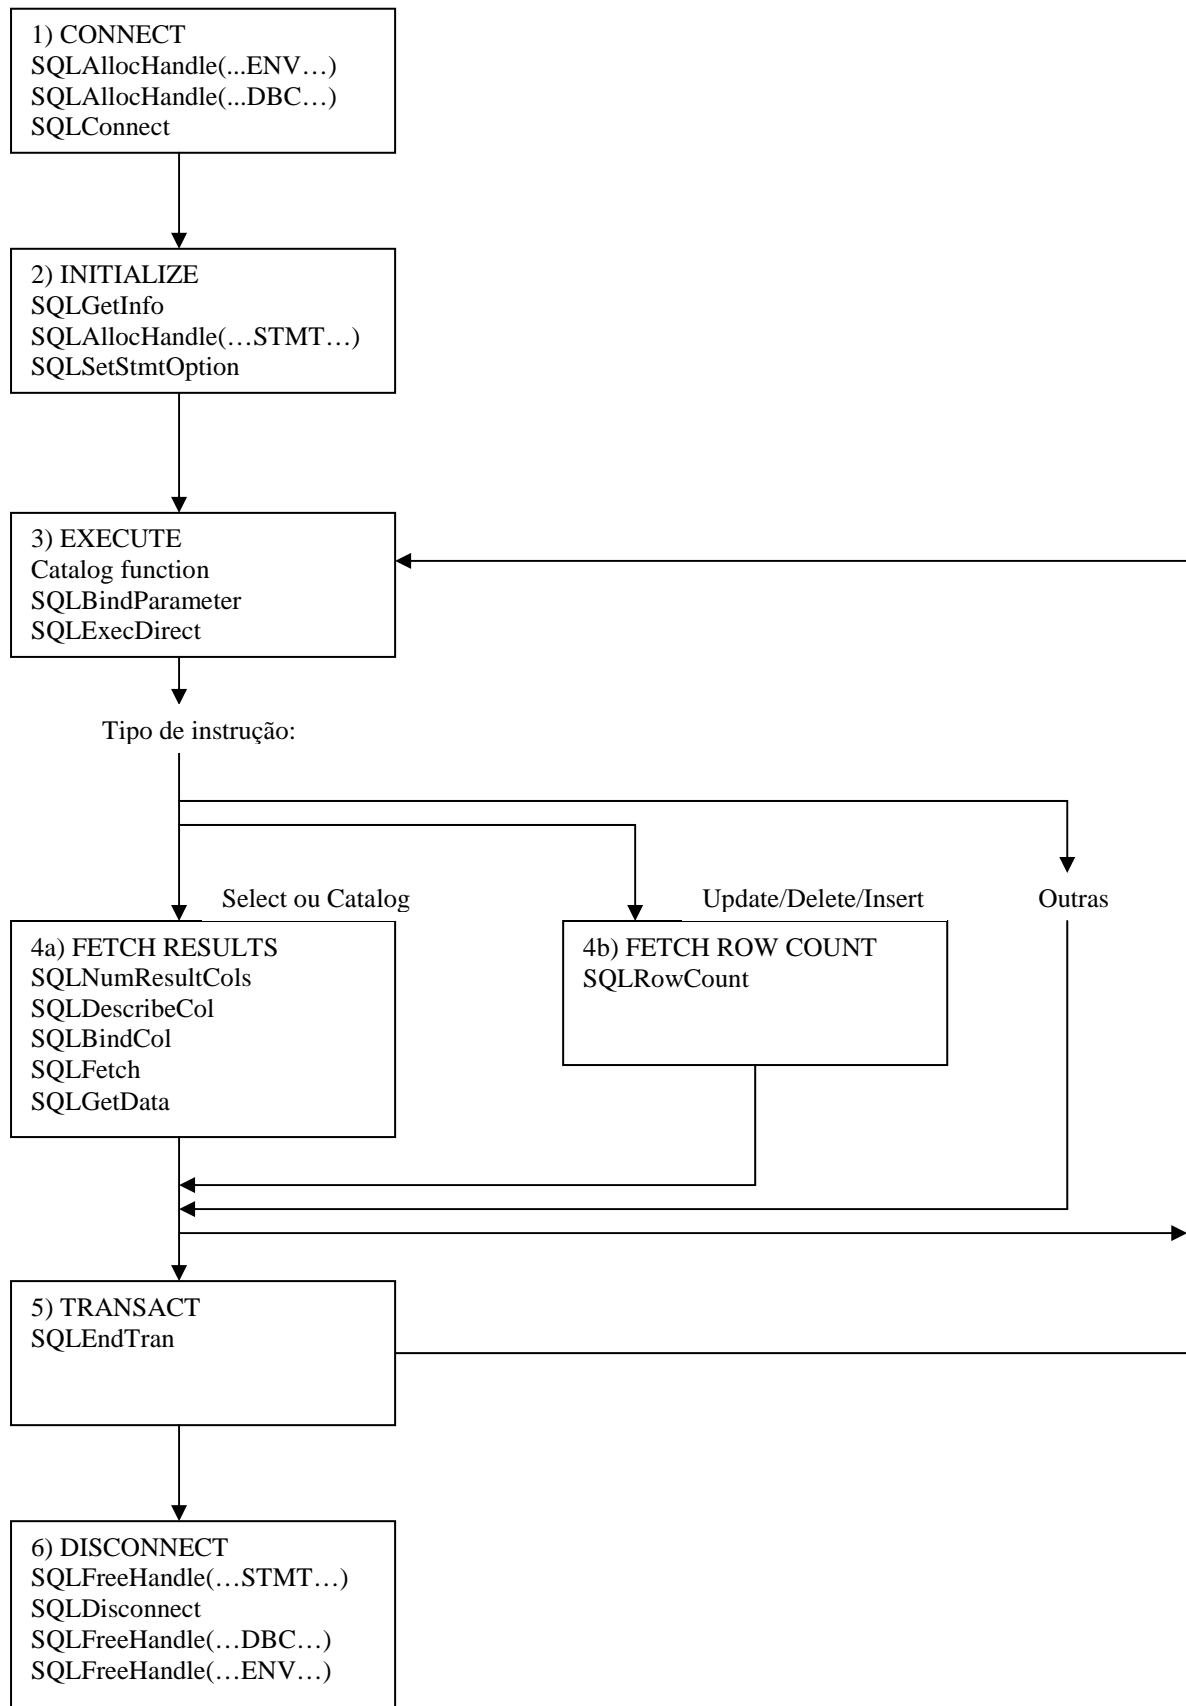 1) CONNECT
SQLAllocHandle(...ENV…)
SQLAllocHandle(...DBC…)
SQLConnect
2) INITIALIZE
SQLGetInfo
SQLAllocHandle(…STMT…)
SQLSetStmtOption
3) EXECUTE
Catalog function
SQLBindParameter
SQLExecDirect
Tipo de instrução:
Select ou Catalog
Update/Delete/Insert
Outras
4a) FETCH RESULTS
SQLNumResultCols
SQLDescribeCol
SQLBindCol
SQLFetch
SQLGetData
4b) FETCH ROW COUNT
SQLRowCount
5) TRANSACT
SQLEndTran
6) DISCONNECT
SQLFreeHandle(…STMT…)
SQLDisconnect
SQLFreeHandle(…DBC…)
SQLFreeHandle(…ENV…)